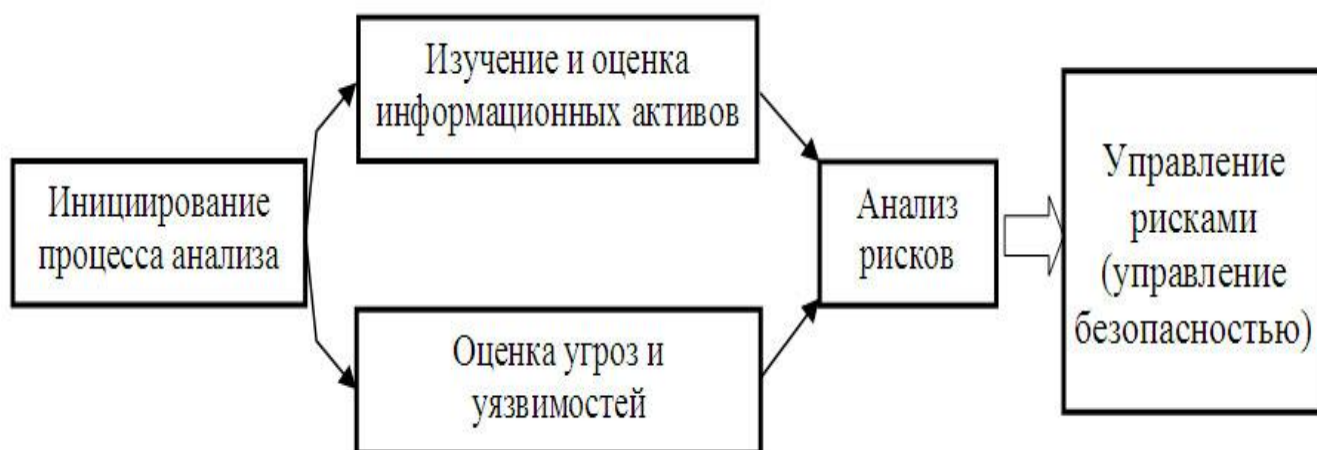 Инициирование
процесса анализа
Изучение и оценка
информационных активов
Оценка угроз и
уязвимостей
Анализ
рисков
Управление
рисками
(управление
безопасностью)